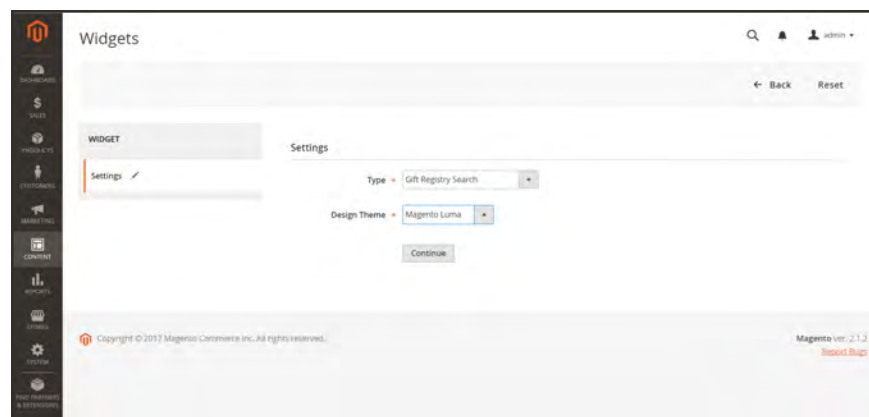 Widgets
admin
← Back Reset
DASHBOARD
SALES
PRODUCTS
CUSTOMERS
MARKETING
CONTENT
REPORTS
STORES
SYSTEM
FIND PARTNERS
& EXTENSIONS
WIDGET
Settings
Settings
Type * Gift Registry Search
Design Theme * Magento Luma
Continue
Copyright © 2017 Magento Commerce Inc. All rights reserved.
Magento ver. 2.1.2
Report Bugs